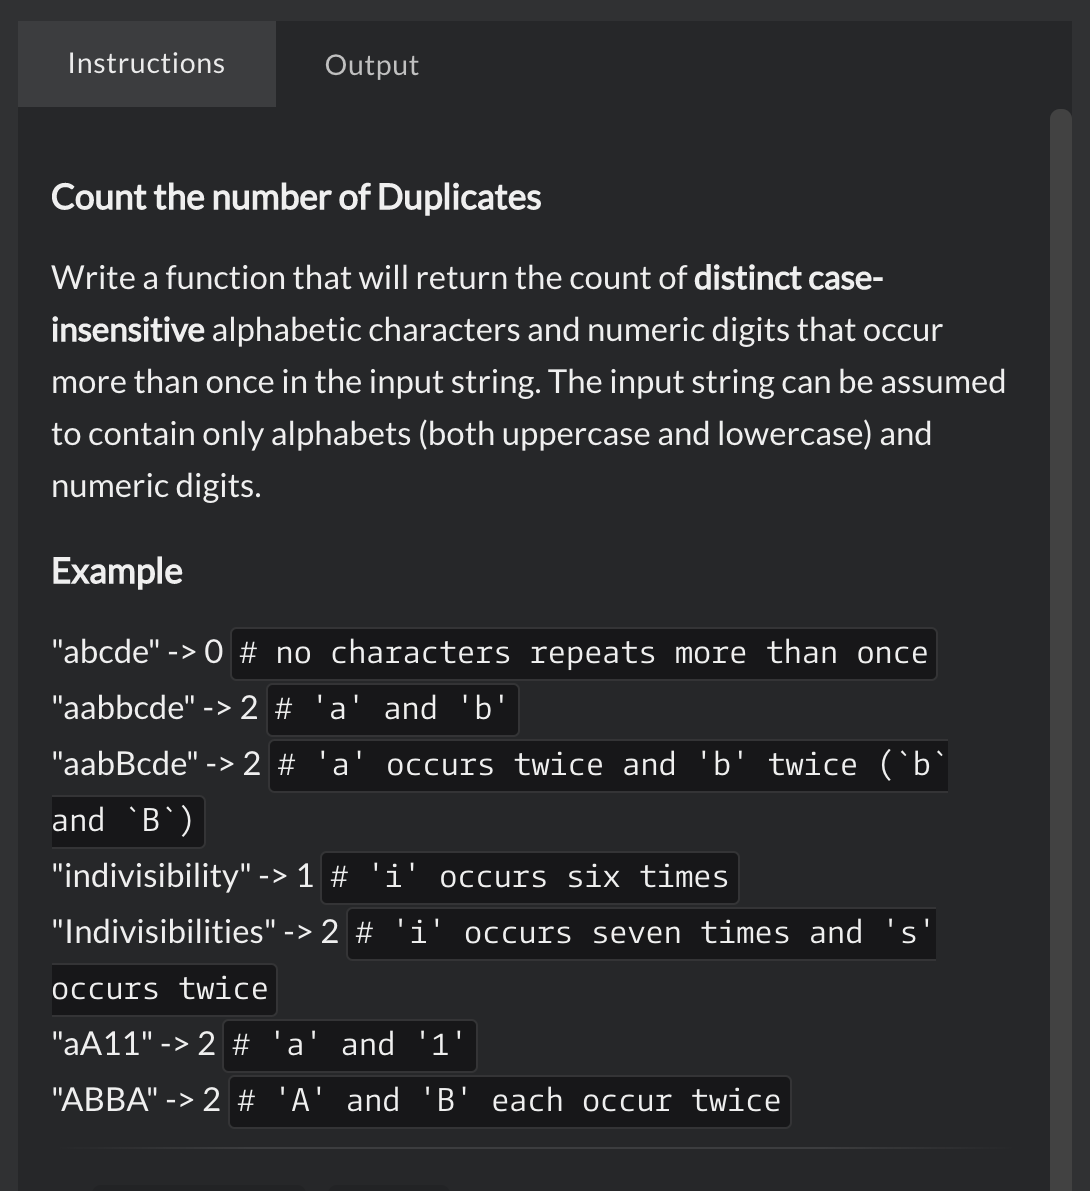 Instructions
Output
Count the number of Duplicates
Write a function that will return the count of distinct case-
insensitive alphabetic characters and numeric digits that occur
more than once in the input string. The input string can be assumed
to contain only alphabets (both uppercase and lowercase) and
numeric digits.
Example
"abcde" -> 0 # no characters repeats more than once
"aabbcde" -> 2 # 'a' and 'b'
"aabBcde" -> 2 # 'a' occurs twice and 'b' twice (`b`
and `B`)
"indivisibility" -> 1 # 'i' occurs six times
"Indivisibilities" -> 2 # 'i' occurs seven times and 's'
occurs twice
"aA11" -> 2 # 'a' and '1'
"ABBA" -> 2 # 'A' and 'B' each occur twice